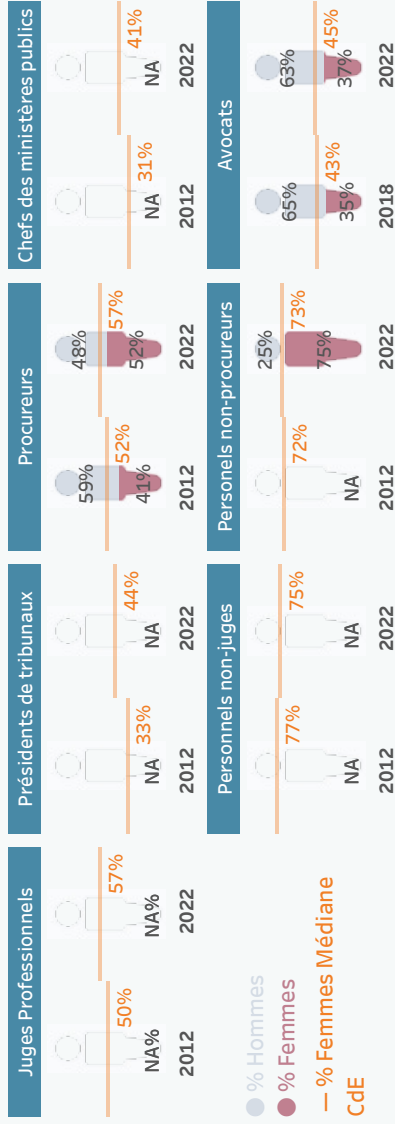 Juges Professionnels
50%
NA%
2012
57%
NA%
2022
Présidents de tribunaux
33%
NA
2012
44%
NA
2022
Procureurs
59%
52%
41%
2012
48%
57%
52%
2022
Chefs des ministères publics
31%
NA
2012
41%
NA
2022
% Hommes
% Femmes
% Femmes Médiane
CdE
Personnels non-juges
77%
NA
2012
75%
NA
2022
Personels non-procureurs
72%
NA
2012
25%
73%
75%
2022
Avocats
65%
43%
35%
2018
63%
45%
37%
2022